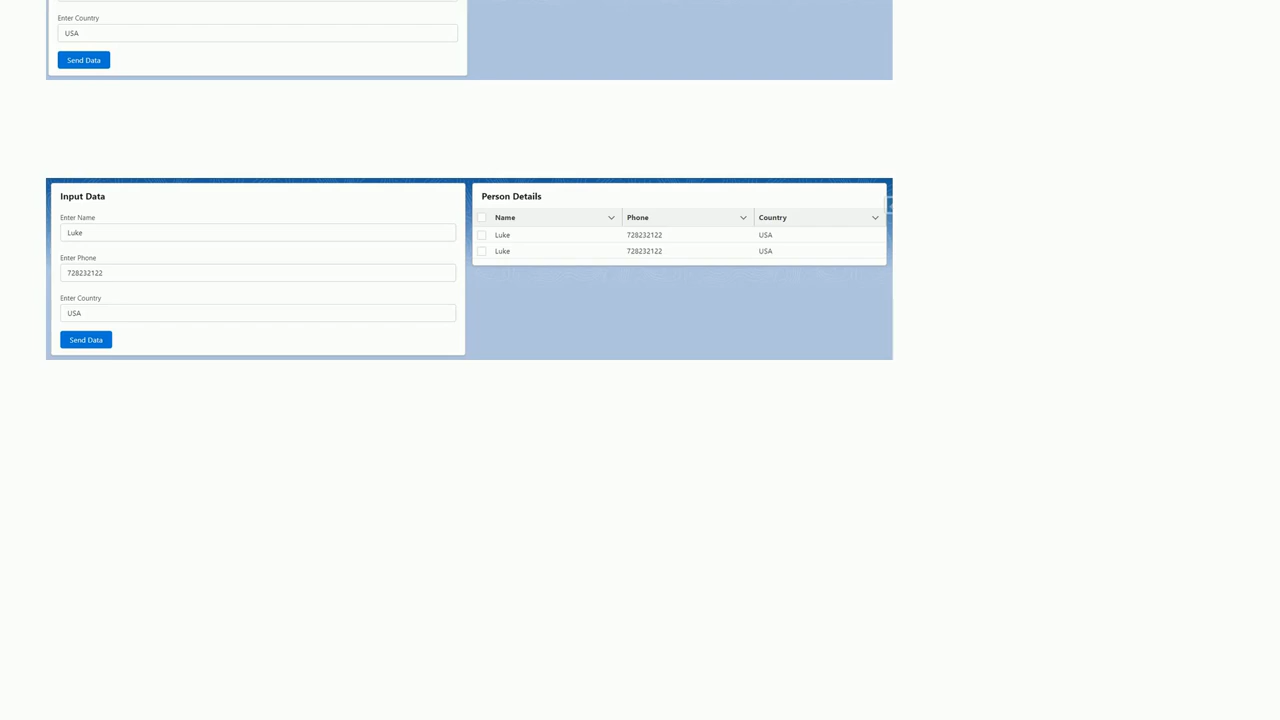 Enter Country
USA
Send Data
Input Data
Enter Name
Luke
Enter Phone
728232122
Enter Country
USA
Send Data
Person Details
Name Phone Country
Luke 728232122 USA
Luke 728232122 USA